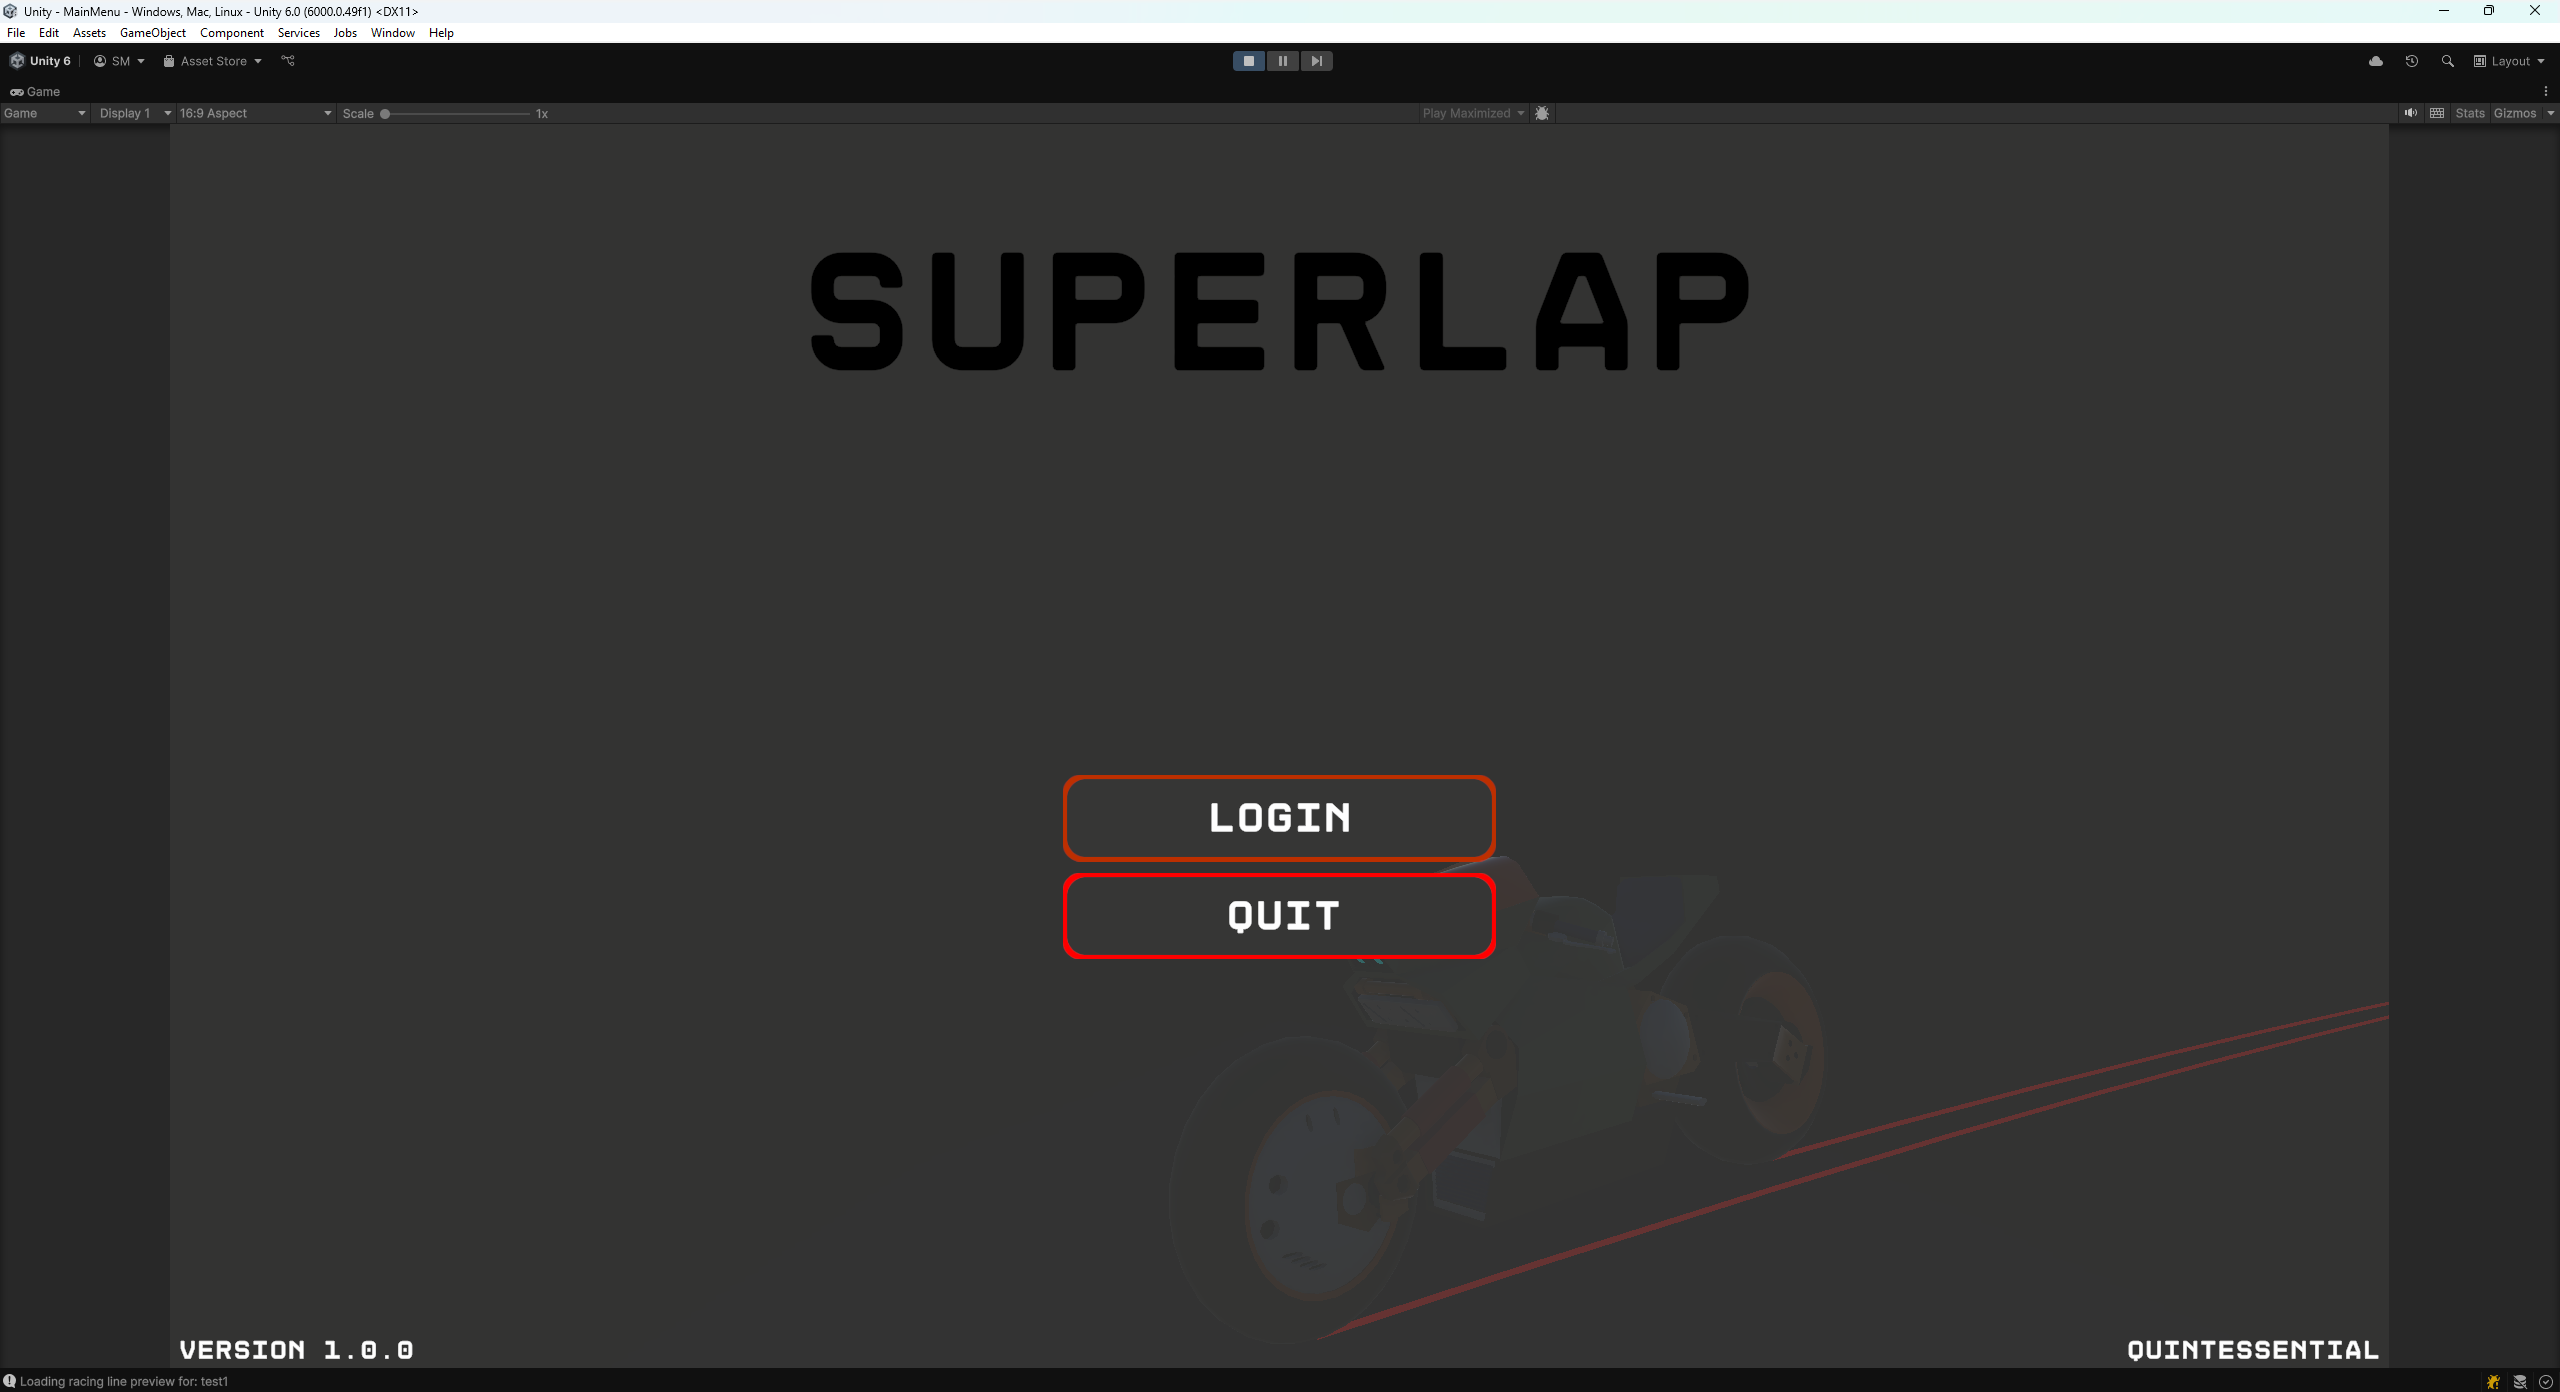 Unity - MainMenu - Windows, Mac, Linux - Unity 6.0 (6000.0.49f1) <DX11>
File Edit Assets GameObject Component Services Jobs Window Help
Unity 6 SM Asset Store Layout
Game
Game Display 1 16:9 Aspect Scale 1x Play Maximized Stats Gizmos
SUPERLAP
LOGIN
QUIT
VERSION 1.0.0 QUINTESSENTIAL
Loading racing line preview for: test1